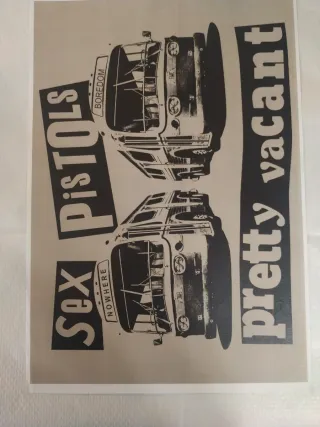 Sex PisTOLs
NOWHERE
BOREDOM
pretty vacant